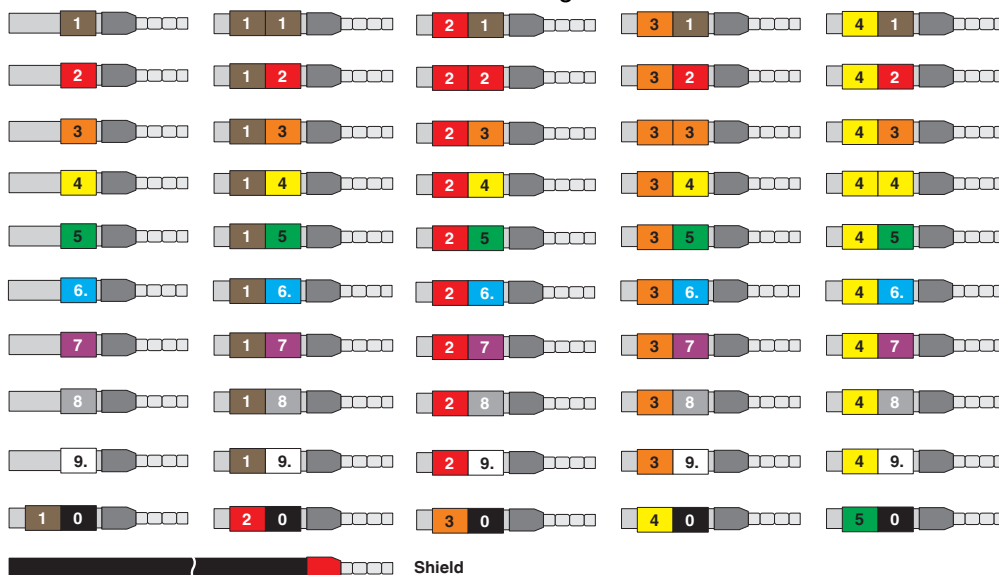 1 1 1 2 1 3 1 4 1
2 1 2 2 2 3 2 4 2
3 1 3 2 3 3 3 4 3
4 1 4 2 4 3 4 4 4
5 1 5 2 5 3 5 4 5
6. 1 6. 2 6. 3 6. 4 6.
7 1 7 2 7 3 7 4 7
8 1 8 2 8 3 8 4 8
9. 1 9. 2 9. 3 9. 4 9.
1 0 2 0 3 0 4 0 5 0
Shield